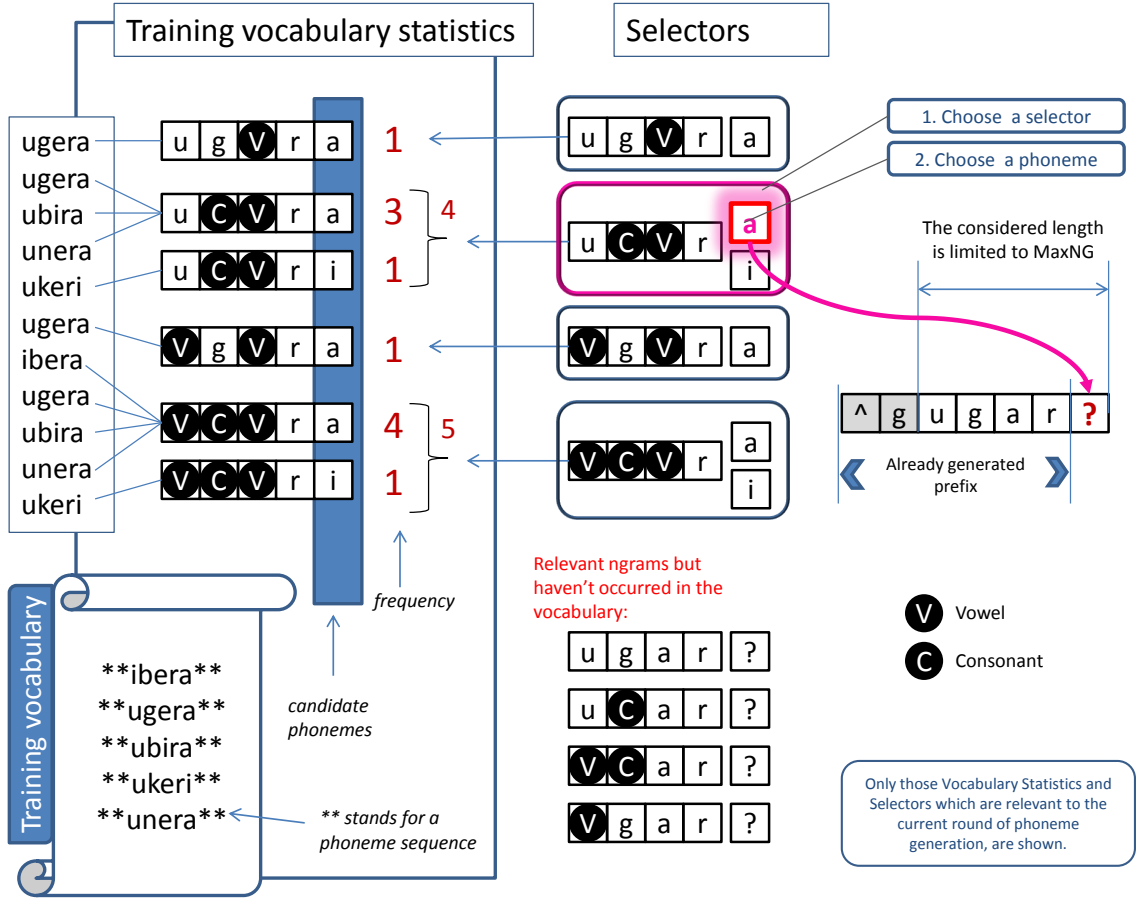 Training vocabulary statistics
Selectors
ugera
ugera
ubira
unera
ukeri
ugera
ibera
ugera
ubira
unera
ukeri
u g V r a 1
u C V r a 3
4
u C V r i 1
V g V r a 1
V C V r a 4
5
V C V r i 1
u g V r a
u C V r a
i
V g V r a
V C V r a
i
1. Choose a selector
2. Choose a phoneme
The considered length
is limited to MaxNG
^ g u g a r ?
Already generated
prefix
frequency
candidate
phonemes
Training vocabulary
**ibera**
**ugera**
**ubira**
**ukeri**
**unera**
** stands for a
phoneme sequence
Relevant ngrams but
haven't occurred in the
vocabulary:
u g a r ?
u C a r ?
V C a r ?
V g a r ?
V Vowel
C Consonant
Only those Vocabulary Statistics and
Selectors which are relevant to the
current round of phoneme
generation, are shown.